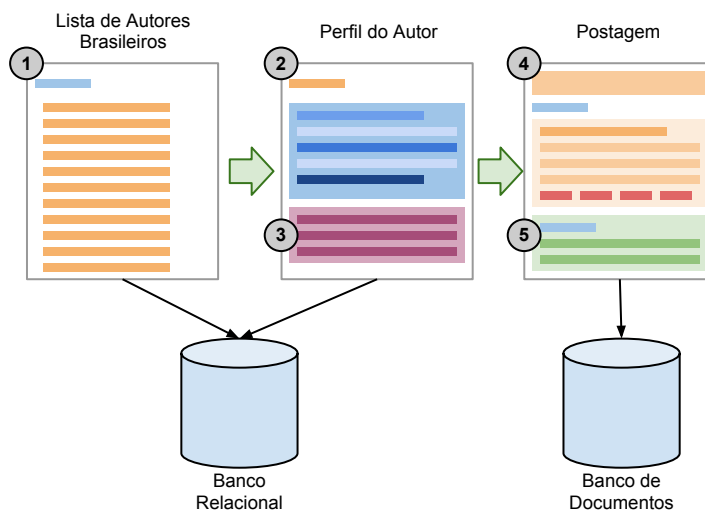 Lista de Autores
Brasileiros
Perfil do Autor
Postagem
1
2
4
3
5
Banco
Relacional
Banco de
Documentos